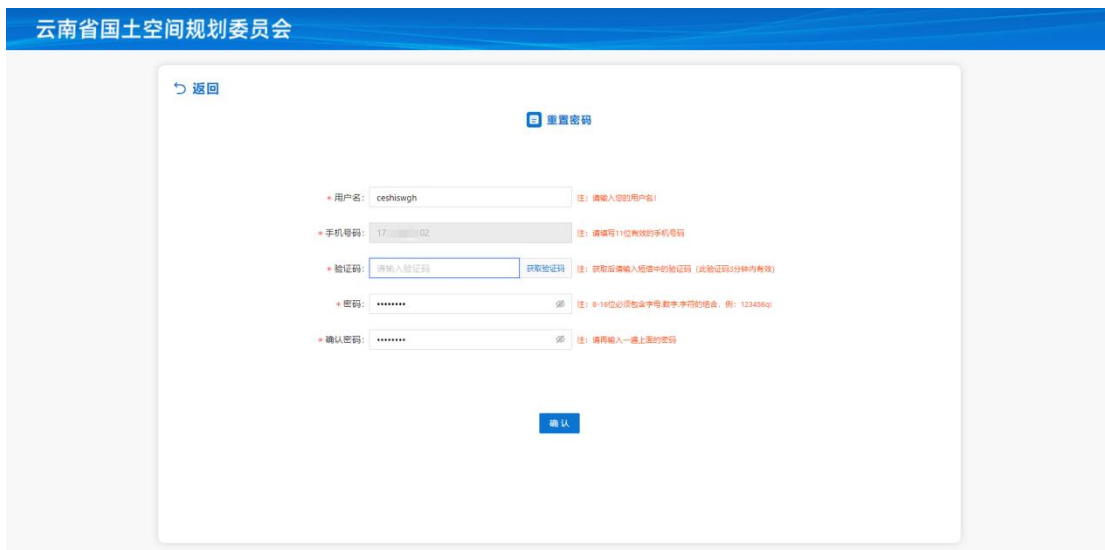 云南省国土空间规划委员会
返回
重置密码
* 用户名： ceshiswgh 注：请输入您的用户名!
* 手机号码： 17 02 注：请填写11位有效的手机号码
* 验证码： 请输入验证码 获取验证码 注：获取后请输入短信中的验证码（此验证码3分钟内有效）
* 密码： •••••••• 注：8-16位必须包含字母,数字,字符的结合，例：123456q!
* 确认密码： •••••••• 注：请再输入一遍上面的密码
确 认